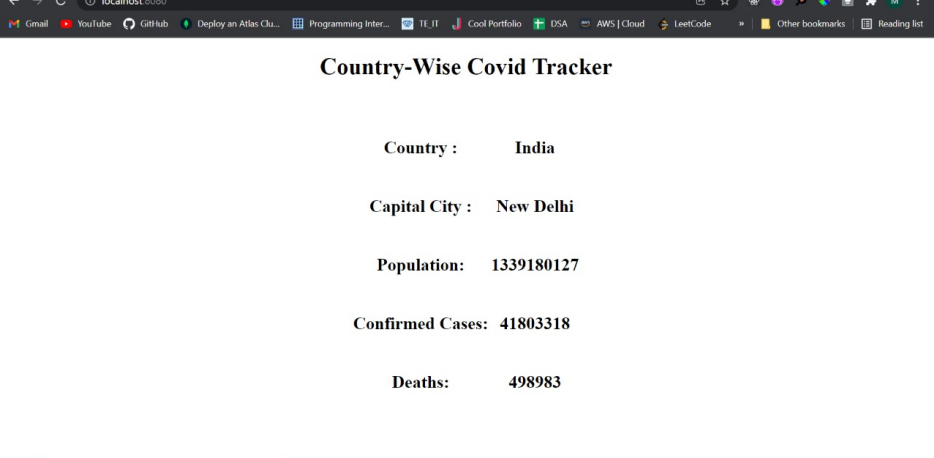 localhost:8080
M
Gmail YouTube GitHub Deploy an Atlas Clu... Programming Inter... TE_IT Cool Portfolio DSA AWS | Cloud LeetCode » Other bookmarks Reading list
Country-Wise Covid Tracker
Country : India
Capital City : New Delhi
Population: 1339180127
Confirmed Cases: 41803318
Deaths: 498983